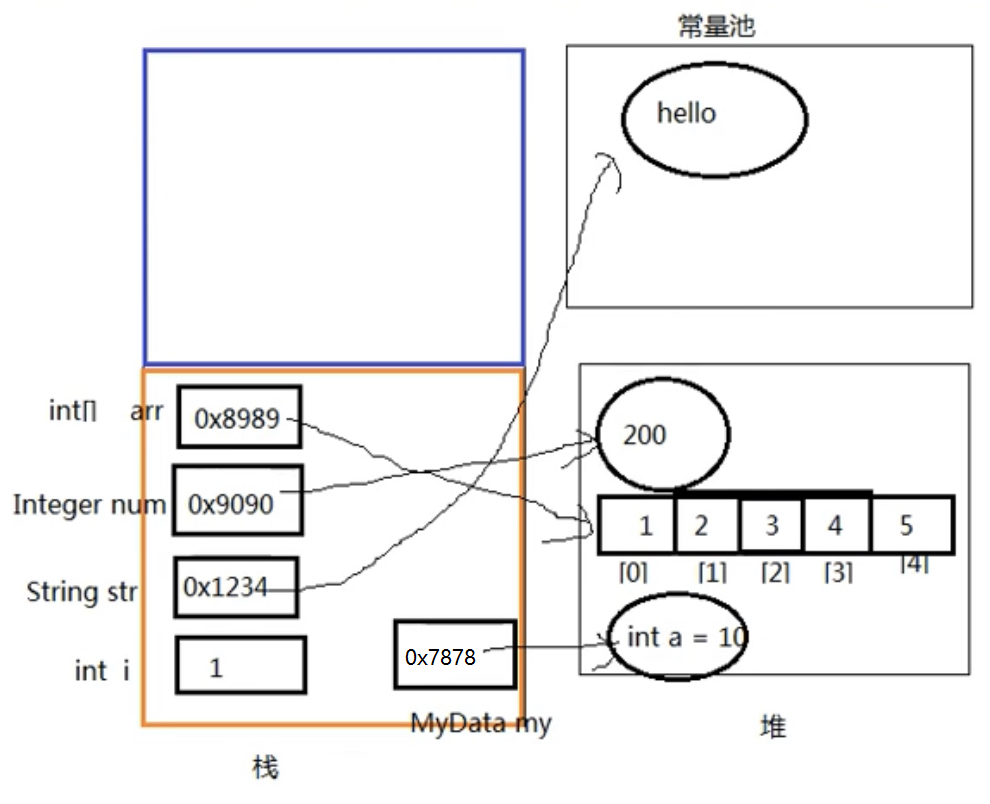 常量池
hello
int[] arr
0x8989
Integer num
0x9090
String str
0x1234
int i
1
0x7878
MyData my
栈
200
1 2 3 4 5
[0] [1] [2] [3] [4]
int a = 10
堆